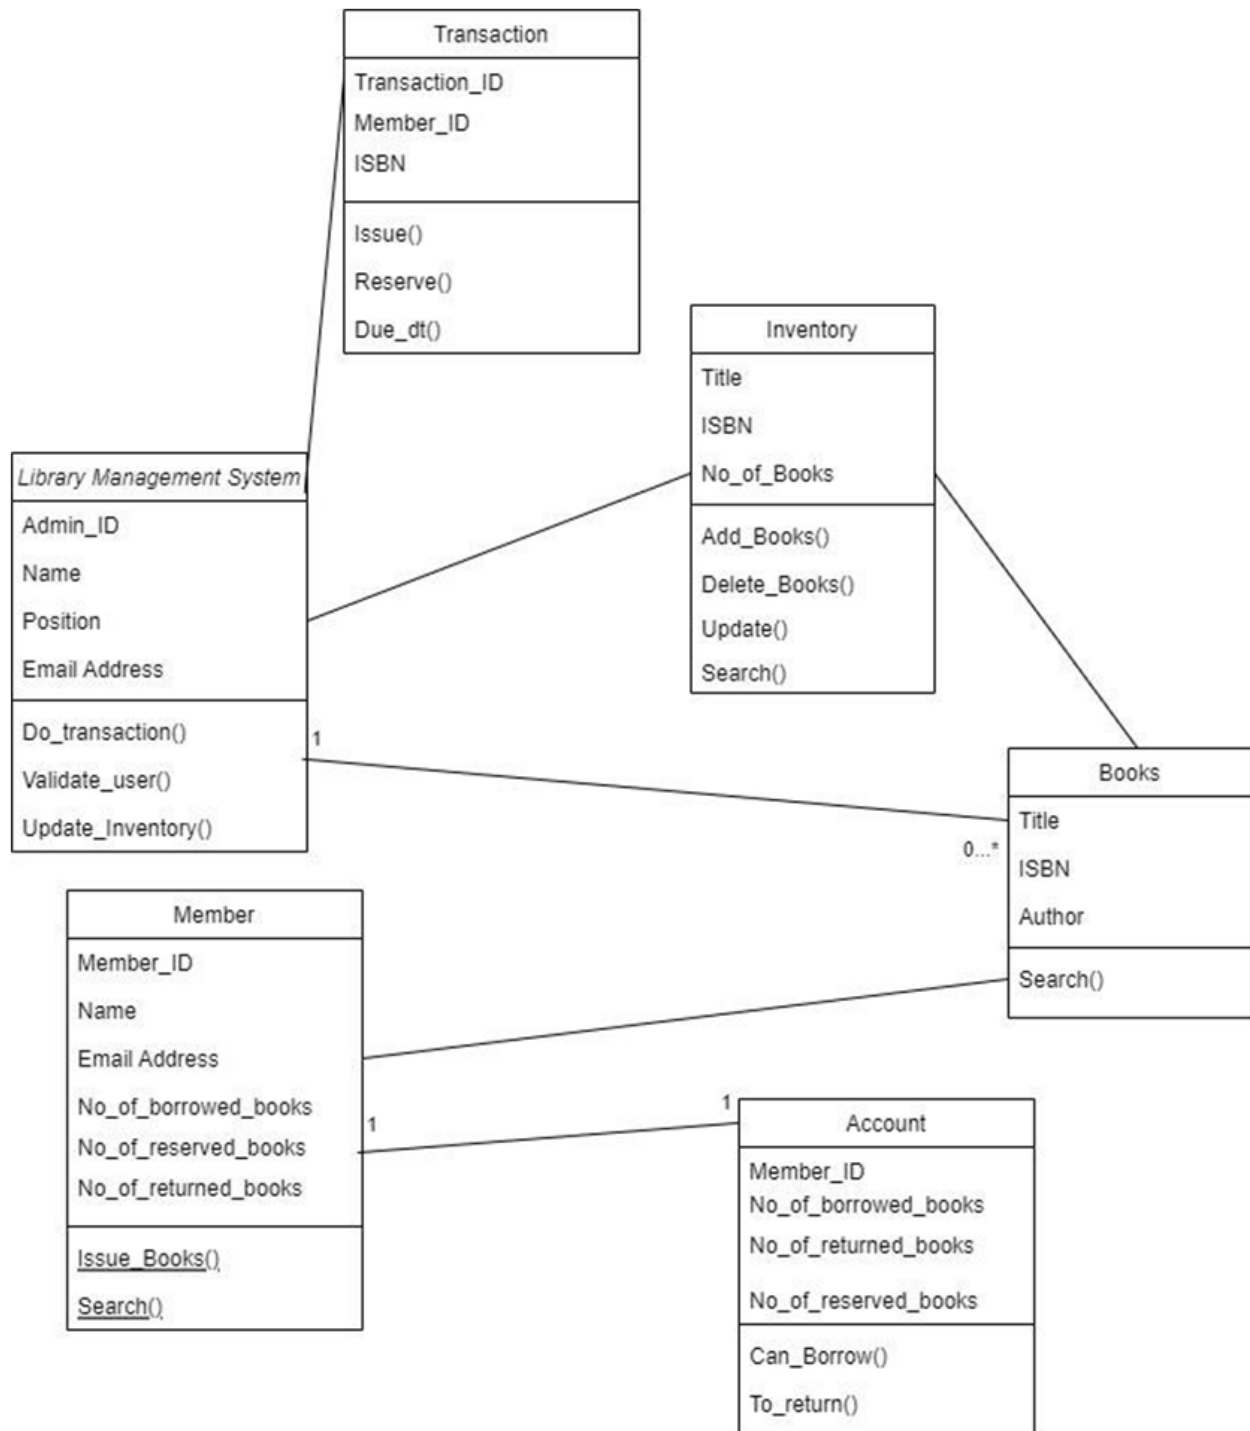 Transaction
Transaction_ID
Member_ID
ISBN
Issue()
Reserve()
Due_dt()
Inventory
Title
ISBN
No_of_Books
Add_Books()
Delete_Books()
Update()
Search()
Library Management System
Admin_ID
Name
Position
Email Address
Do_transaction()
Validate_user()
Update_Inventory()
1
0...*
Books
Title
ISBN
Author
Search()
Member
Member_ID
Name
Email Address
No_of_borrowed_books
No_of_reserved_books
No_of_returned_books
Issue_Books()
Search()
1
1
Account
Member_ID
No_of_borrowed_books
No_of_returned_books
No_of_reserved_books
Can_Borrow()
To_return()